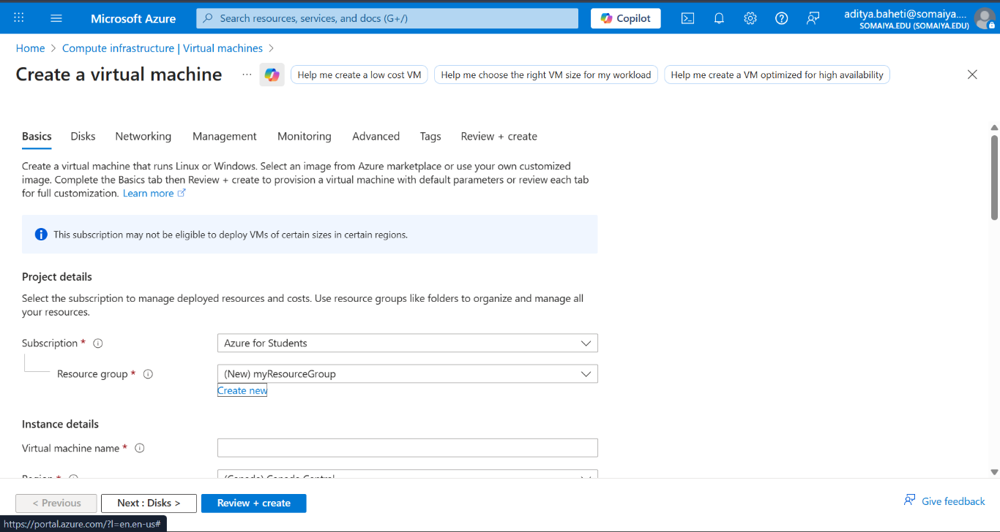 Microsoft Azure
Search resources, services, and docs (G+/)
Copilot
aditya.baheti@somaiya....
SOMAIYA.EDU (SOMAIYA.EDU)
Home > Compute infrastructure | Virtual machines >
Create a virtual machine
...
Help me create a low cost VM
Help me choose the right VM size for my workload
Help me create a VM optimized for high availability
Basics
Disks
Networking
Management
Monitoring
Advanced
Tags
Review + create
Create a virtual machine that runs Linux or Windows. Select an image from Azure marketplace or use your own customized
image. Complete the Basics tab then Review + create to provision a virtual machine with default parameters or review each tab
for full customization. Learn more
This subscription may not be eligible to deploy VMs of certain sizes in certain regions.
Project details
Select the subscription to manage deployed resources and costs. Use resource groups like folders to organize and manage all
your resources.
Subscription *
Azure for Students
Resource group *
(New) myResourceGroup
Create new
Instance details
Virtual machine name *
Region *
(Canada) Canada Central
< Previous
Next : Disks >
Review + create
Give feedback
https://portal.azure.com/?l=en.en-us#